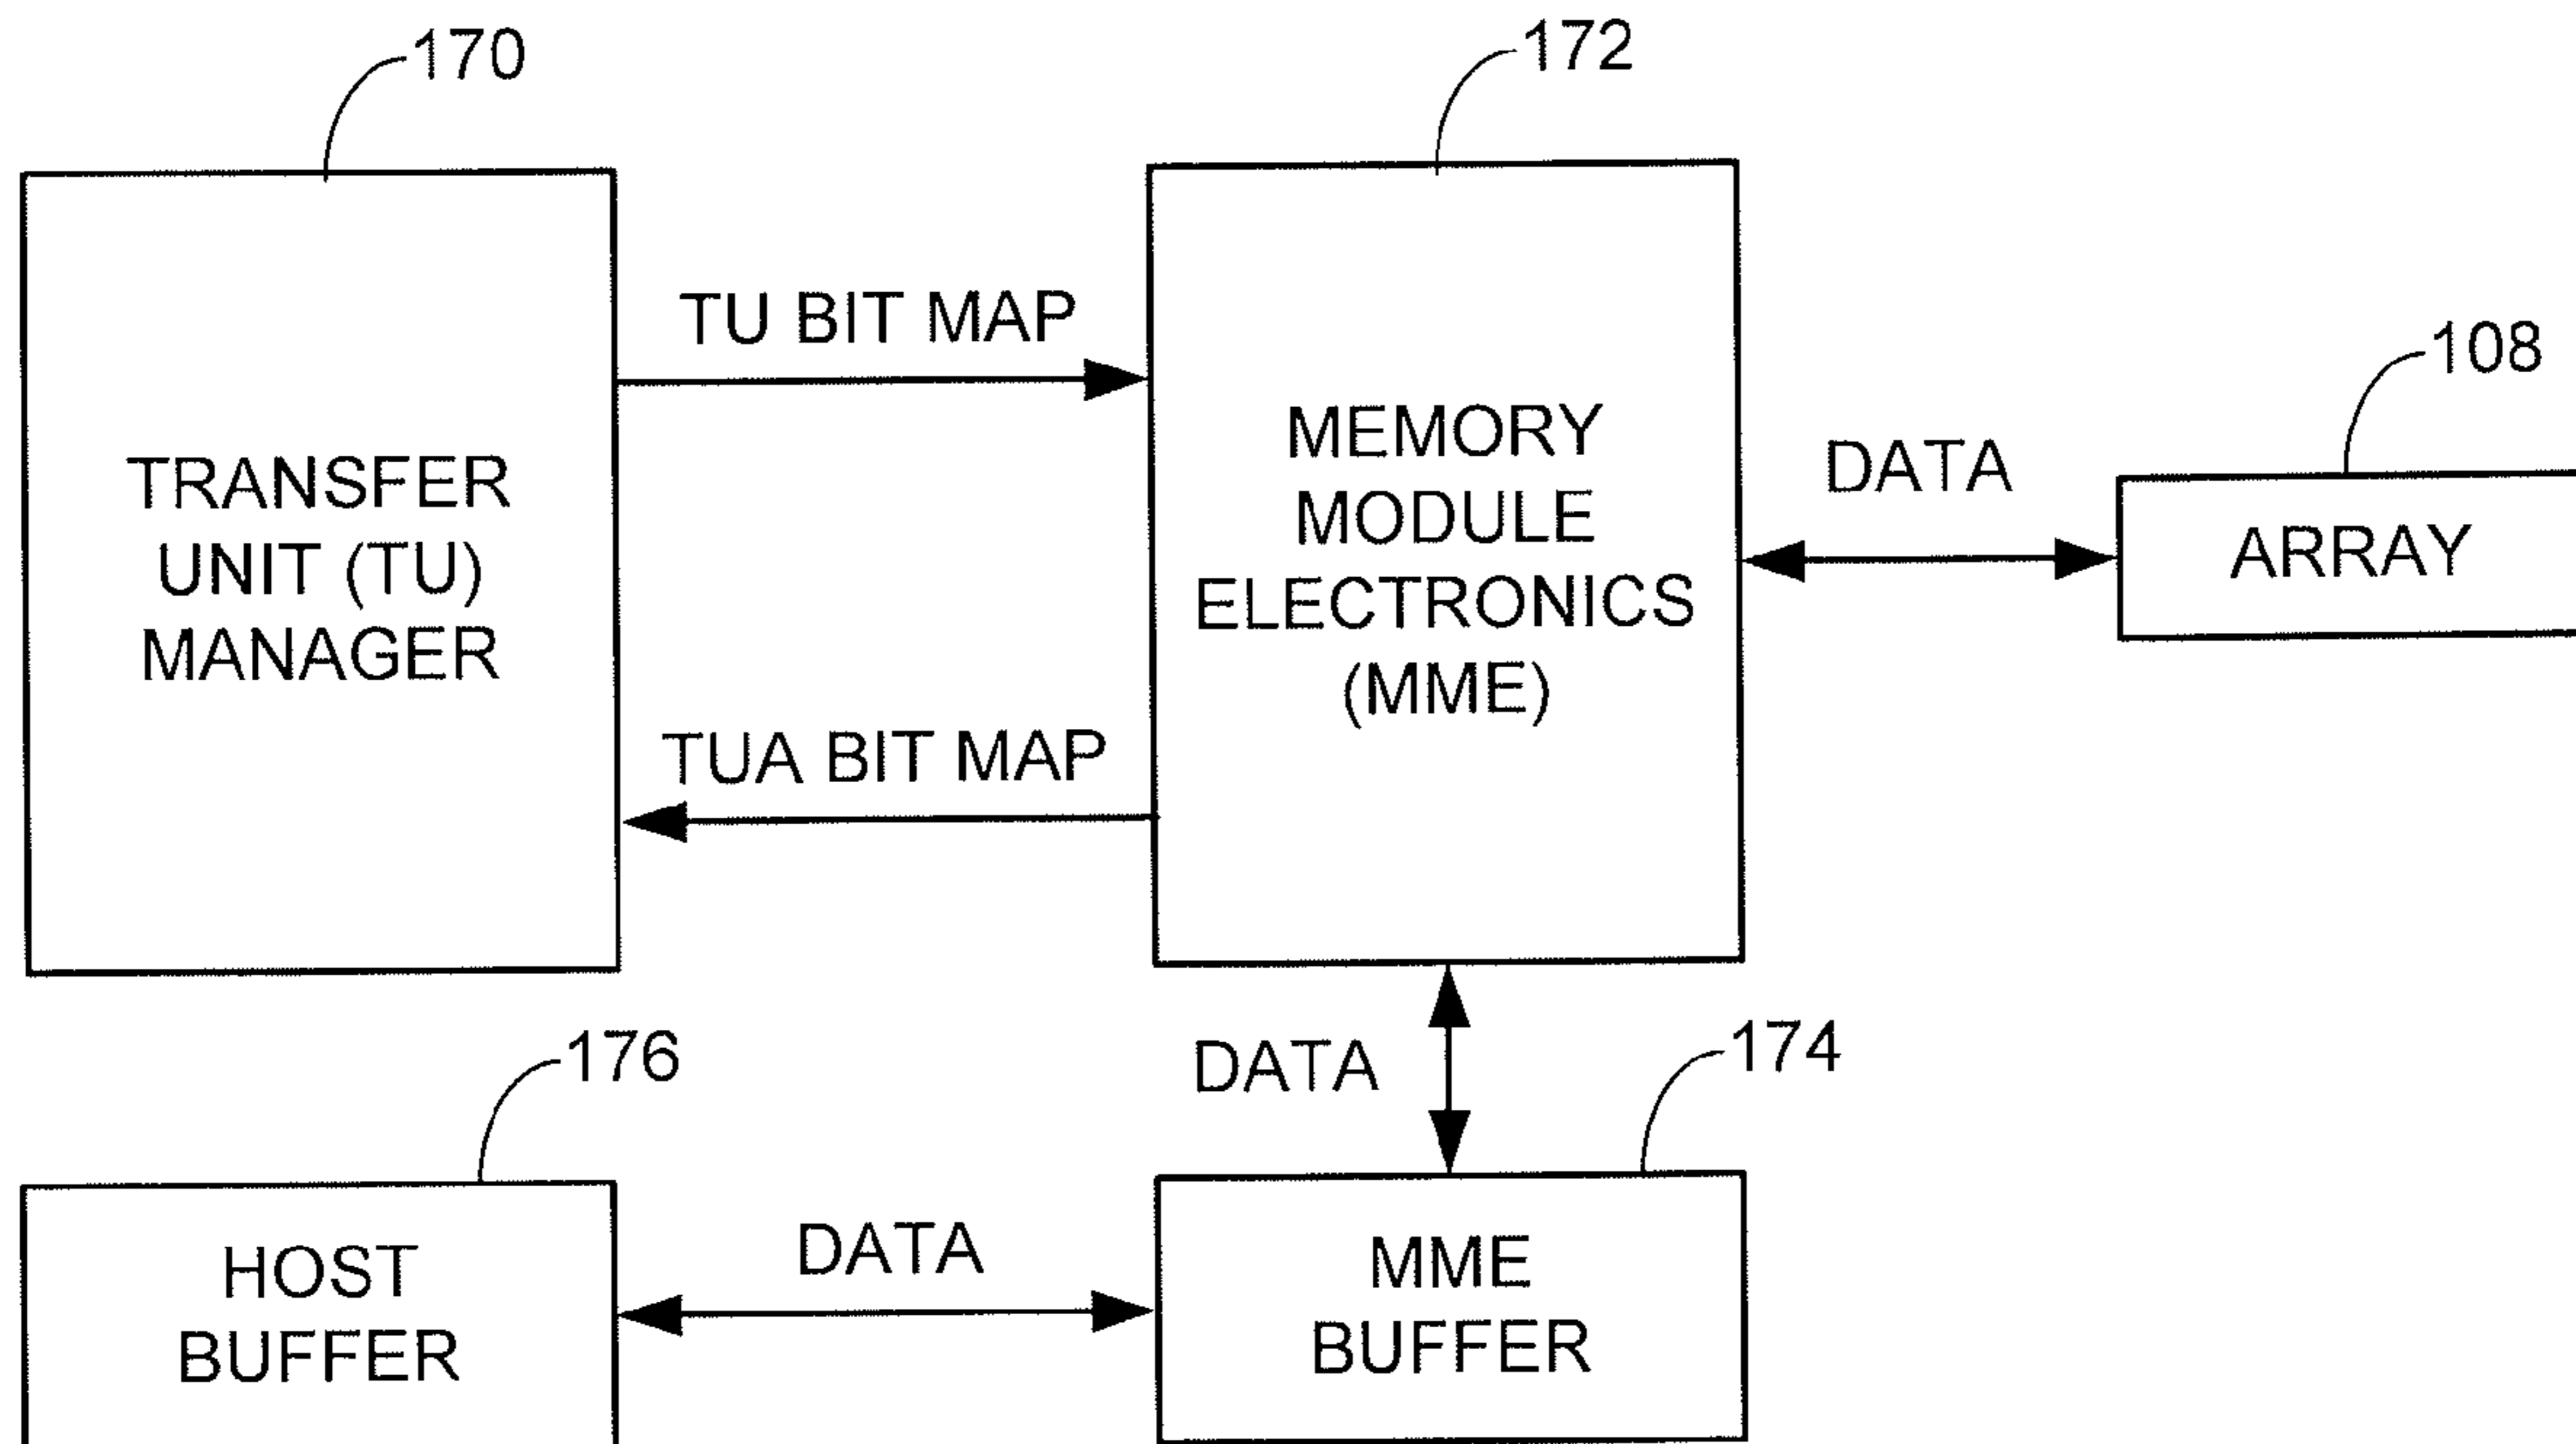 170
172
TU BIT MAP
108
MEMORY
MODULE
ELECTRONICS
(MME)
DATA
TRANSFER
UNIT (TU)
MANAGER
ARRAY
TUA BIT MAP
176
DATA
174
HOST
BUFFER
DATA
MME
BUFFER